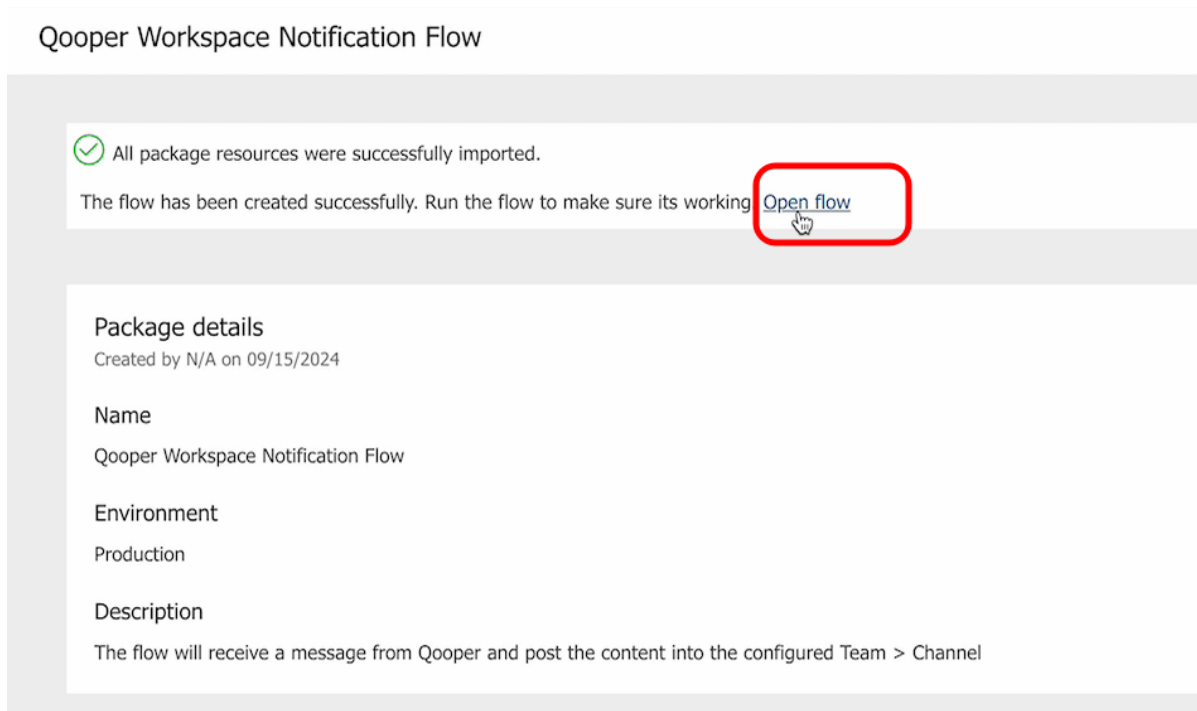 Qooper Workspace Notification Flow
All package resources were successfully imported.
The flow has been created successfully. Run the flow to make sure its working Open flow
Package details
Created by N/A on 09/15/2024
Name
Qooper Workspace Notification Flow
Environment
Production
Description
The flow will receive a message from Qooper and post the content into the configured Team > Channel